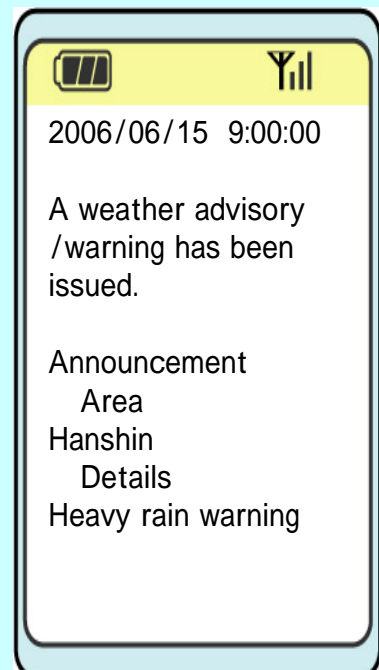 2006/06/15 9:00:00
A weather advisory
/warning has been
issued.
Announcement
Area
Hanshin
Details
Heavy rain warning